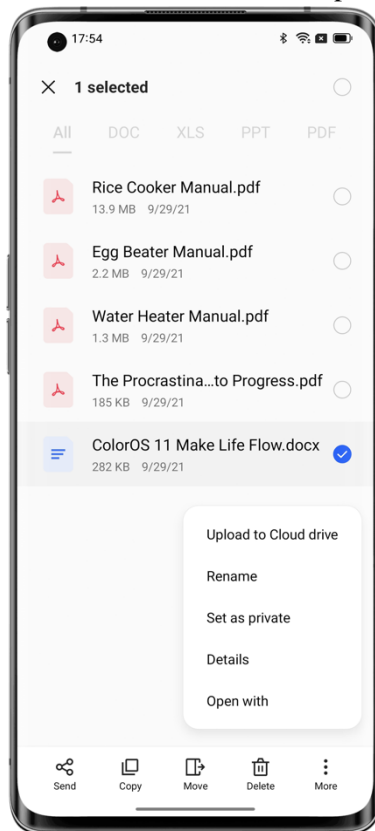 17:54
1 selected
All DOC XLS PPT PDF
Rice Cooker Manual.pdf
13.9 MB 9/29/21
Egg Beater Manual.pdf
2.2 MB 9/29/21
Water Heater Manual.pdf
1.3 MB 9/29/21
The Procrastina...to Progress.pdf
185 KB 9/29/21
ColorOS 11 Make Life Flow.docx
282 KB 9/29/21
Upload to Cloud drive
Rename
Set as private
Details
Open with
Send Copy Move Delete More